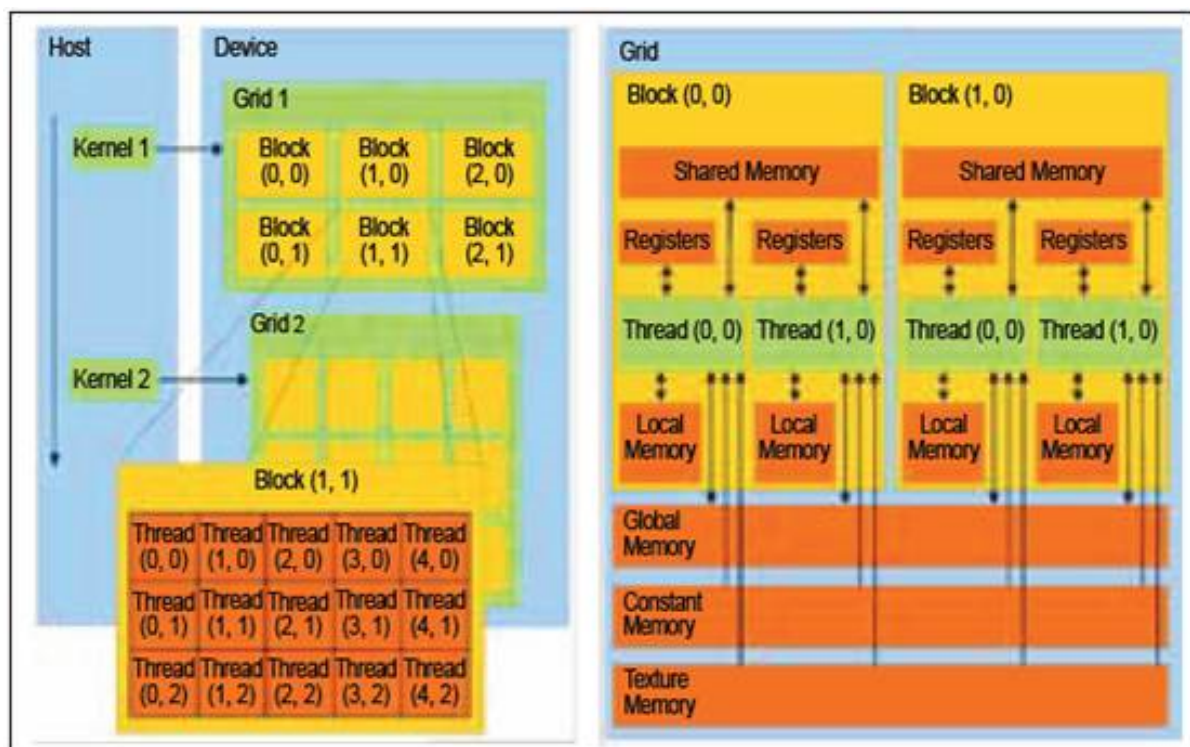 Host
Device
Grid 1
Kernel 1
Block
(0, 0)
Block
(1, 0)
Block
(2, 0)
Block
(0, 1)
Block
(1, 1)
Block
(2, 1)
Grid 2
Kernel 2
Block (1, 1)
Thread
(0, 0)
Thread
(1, 0)
Thread
(2, 0)
Thread
(3, 0)
Thread
(4, 0)
Thread
(0, 1)
Thread
(1, 1)
Thread
(2, 1)
Thread
(3, 1)
Thread
(4, 1)
Thread
(0, 2)
Thread
(1, 2)
Thread
(2, 2)
Thread
(3, 2)
Thread
(4, 2)
Grid
Block (0, 0)
Shared Memory
Registers
Registers
Thread (0, 0)
Thread (1, 0)
Local
Memory
Local
Memory
Block (1, 0)
Shared Memory
Registers
Registers
Thread (0, 0)
Thread (1, 0)
Local
Memory
Local
Memory
Global
Memory
Constant
Memory
Texture
Memory